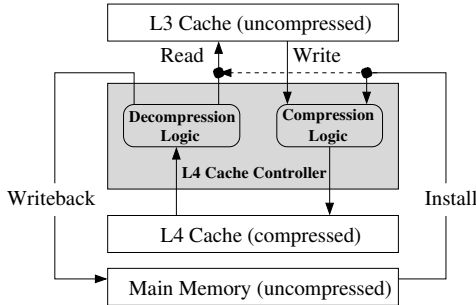 L3 Cache (uncompressed)
Read
Write
Decompression
Logic
Compression
Logic
L4 Cache Controller
Writeback
Install
L4 Cache (compressed)
Main Memory (uncompressed)